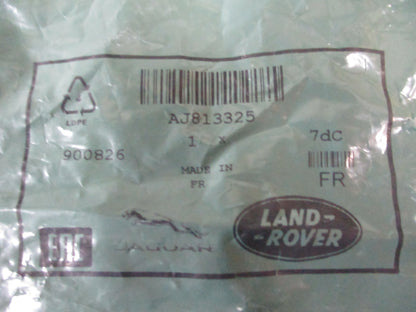 AJ813325
1 X
7dC
LDPE
900826
MADE IN
FR
FR
EAC
JAGUAR
LAND-
-ROVER